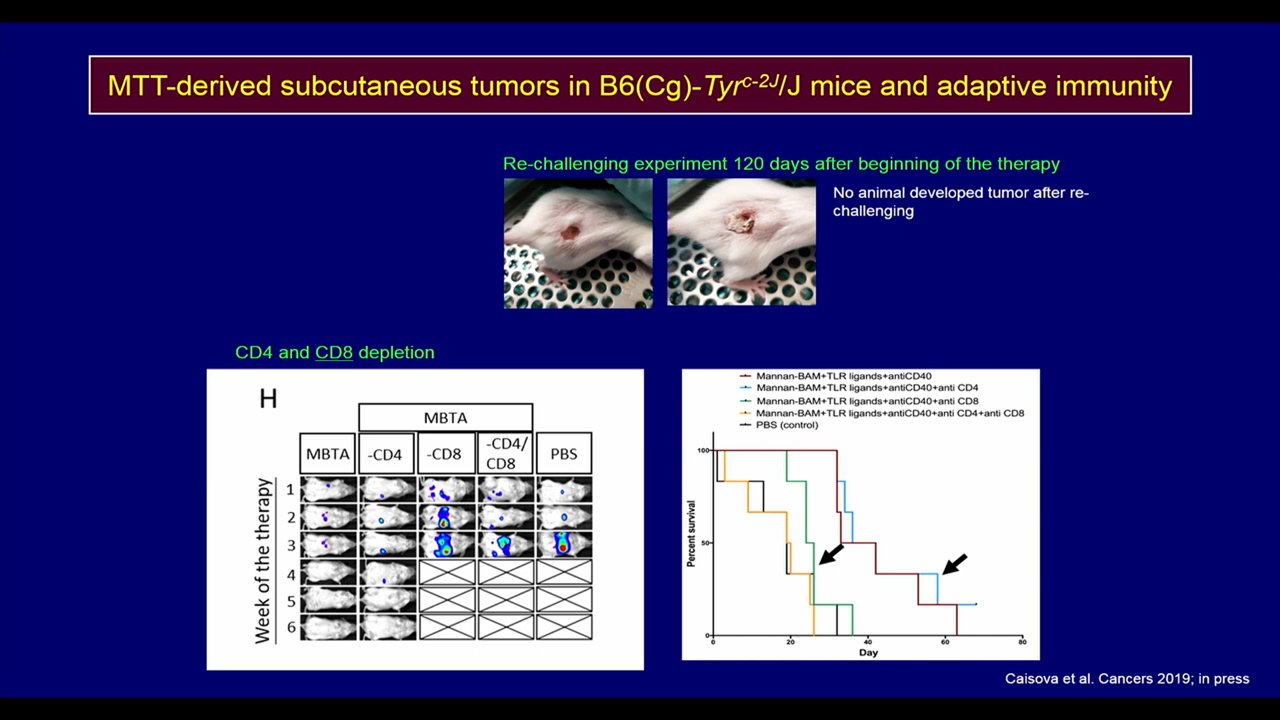 MTT-derived subcutaneous tumors in B6(Cg)-Tyrc-2J/J mice and adaptive immunity
Re-challenging experiment 120 days after beginning of the therapy
No animal developed tumor after re-
challenging
CD4 and CD8 depletion
H
MBTA
MBTA
-CD4
-CD8
-CD4/
CD8
PBS
Week of the therapy
1
2
3
4
5
6
Mannan-BAM+TLR ligands+antiCD40
Mannan-BAM+TLR ligands+antiCD40+anti CD4
Mannan-BAM+TLR ligands+antiCD40+anti CD8
Mannan-BAM+TLR ligands+antiCD40+anti CD4+anti CD8
PBS (control)
Percent survival
100
50
0
0
20
40
60
80
Day
Caisova et al. Cancers 2019; in press